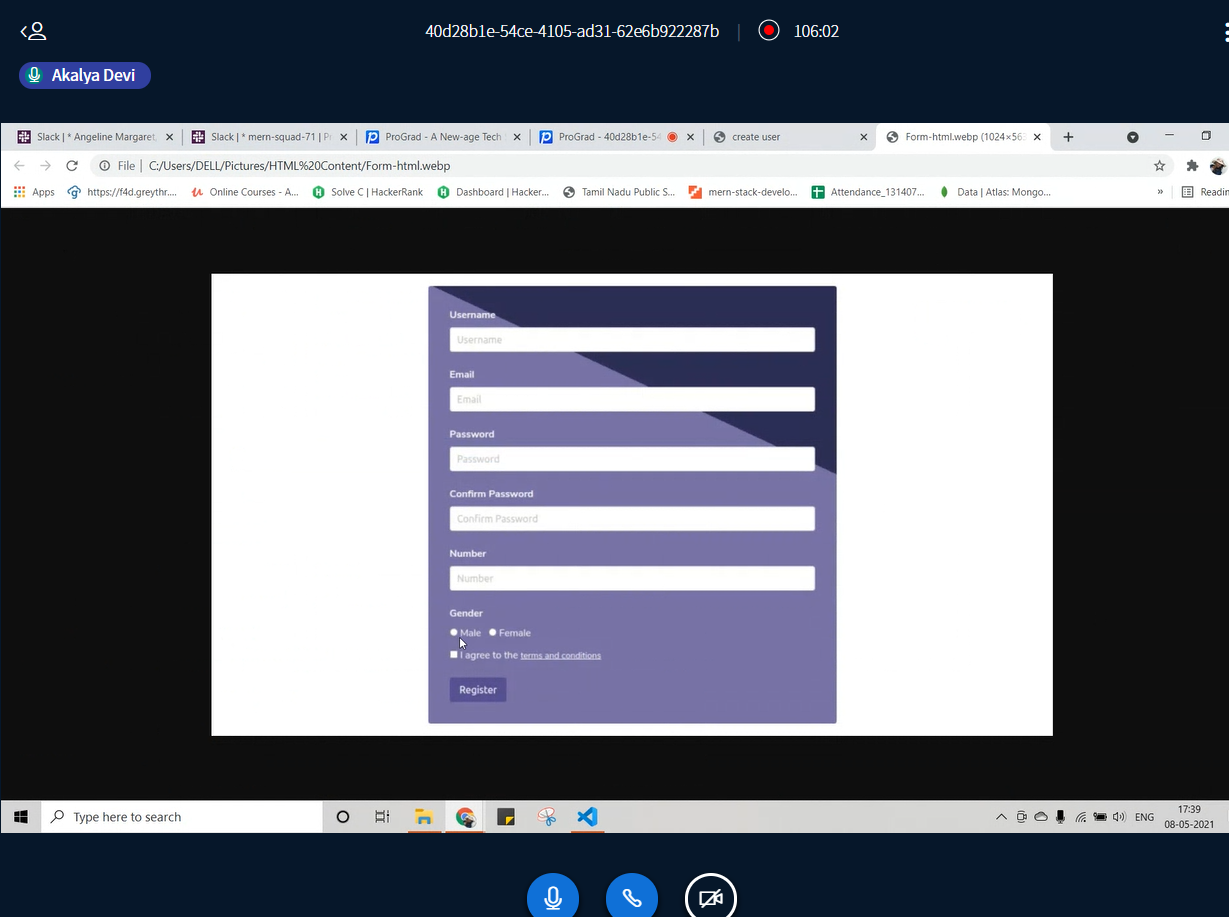 40d28b1e-54ce-4105-ad31-62e6b922287b | 106:02
Akalya Devi
Slack | * Angeline Margaret,
Slack | * mern-squad-71 | Pr
ProGrad - A New-age Tech
ProGrad - 40d28b1e-54
create user
Form-html.webp (1024×563
File | C:/Users/DELL/Pictures/HTML%20Content/Form-html.webp
Apps
https://f4d.greythr....
Online Courses - A...
Solve C | HackerRank
Dashboard | Hacker...
Tamil Nadu Public S...
mern-stack-develo...
Attendance_131407...
Data | Atlas: Mongo...
»
Readin
Username
Username
Email
Email
Password
Password
Confirm Password
Confirm Password
Number
Number
Gender
Male Female
I agree to the terms and conditions
Register
Type here to search
ENG
17:39
08-05-2021